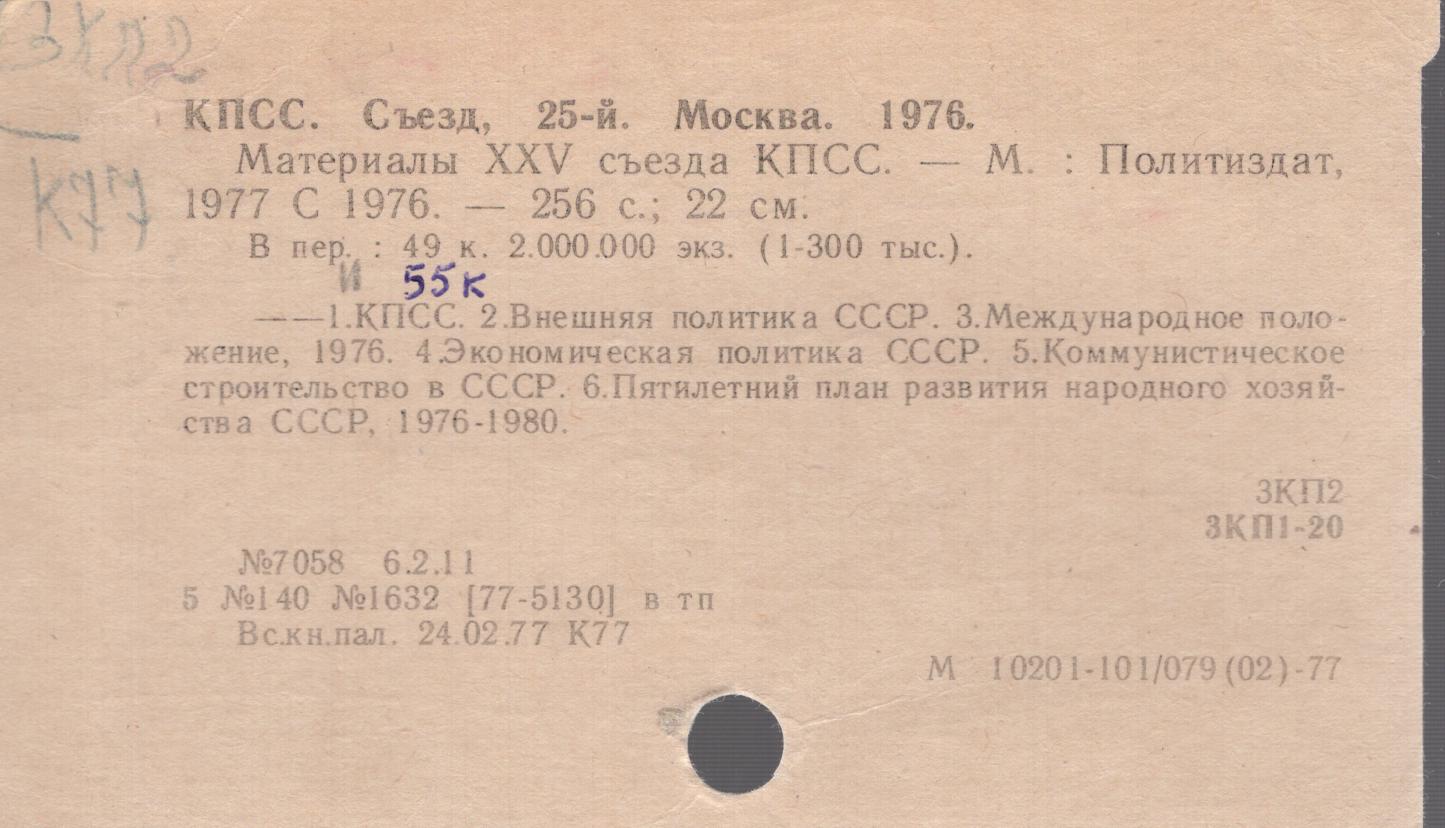 3КП2
К77
КПСС. Съезд, 25-й. Москва. 1976.
Материалы XXV съезда КПСС. — М. : Политиздат,
1977 С 1976. — 256 с.; 22 см.
В пер. : 49 к. 2.000.000 экз. (1-300 тыс.).
и 55к
——1.КПСС. 2.Внешняя политика СССР. 3.Международное поло-
жение, 1976. 4.Экономическая политика СССР. 5.Коммунистическое
строительство в СССР. 6.Пятилетний план развития народного хозяй-
ства СССР, 1976-1980.
3КП2
3КП1-20
№7058 6.2.11
5 №140 №1632 [77-5130] в тп
Вс.кн.пал. 24.02.77 К77
М 10201-101/079(02)-77